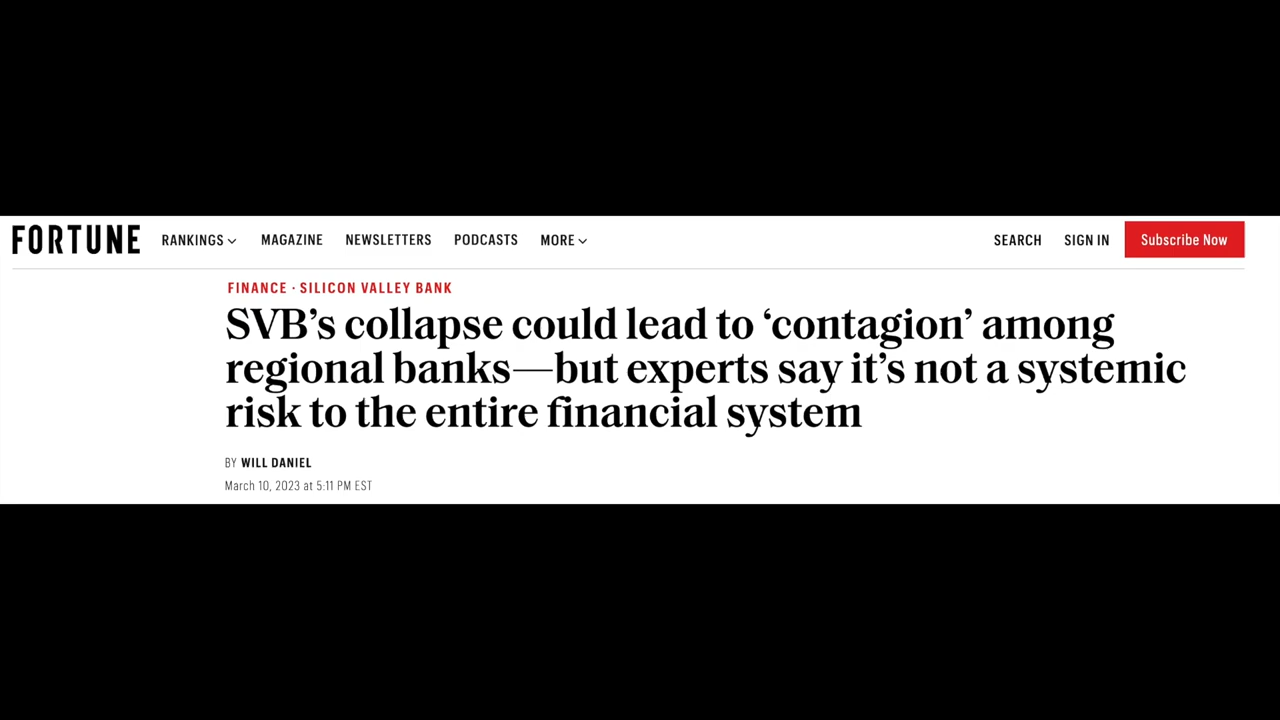 FORTUNE RANKINGS MAGAZINE NEWSLETTERS PODCASTS MORE SEARCH SIGN IN Subscribe Now
FINANCE · SILICON VALLEY BANK
SVB’s collapse could lead to ‘contagion’ among
regional banks—but experts say it’s not a systemic
risk to the entire financial system
BY WILL DANIEL
March 10, 2023 at 5:11 PM EST